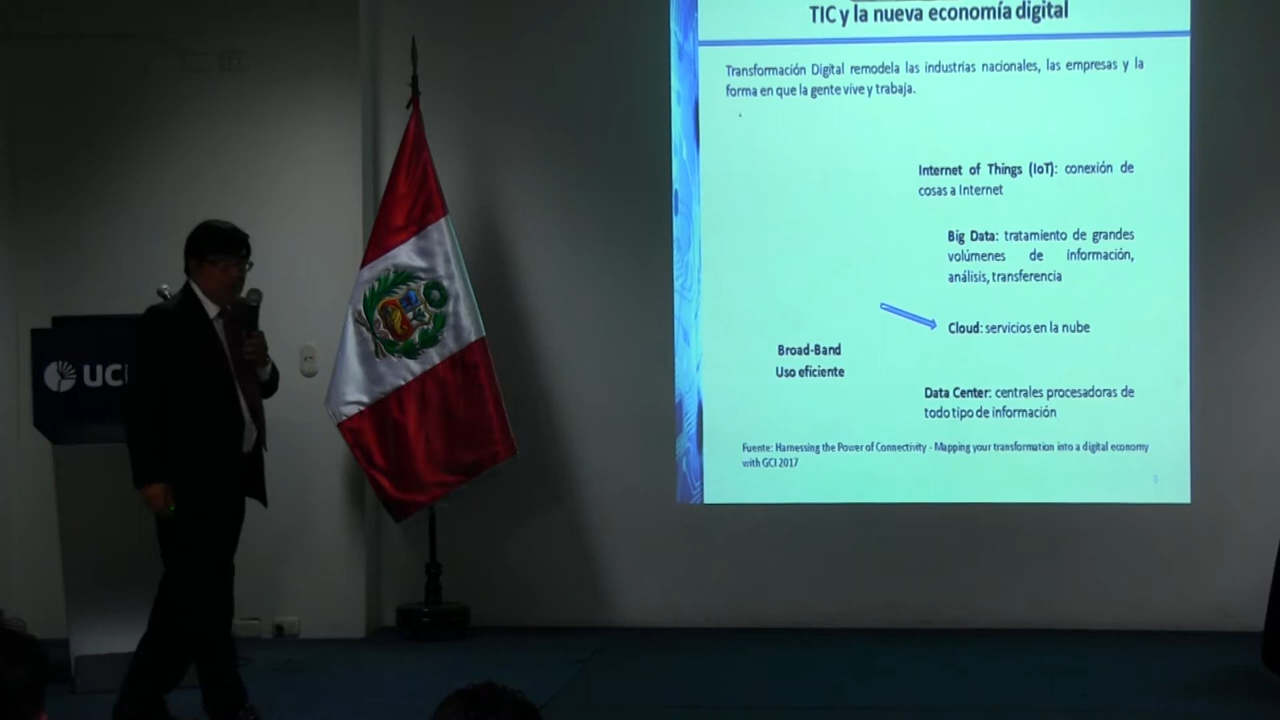 TIC y la nueva economía digital
Transformación Digital remodela las industrias nacionales, las empresas y la
forma en que la gente vive y trabaja.
Internet of Things (IoT): conexión de
cosas a Internet
Big Data: tratamiento de grandes
volúmenes de información,
análisis, transferencia
Cloud: servicios en la nube
Broad-Band
Uso eficiente
Data Center: centrales procesadoras de
todo tipo de información
Fuente: Harnessing the Power of Connectivity - Mapping your transformation into a digital economy
with GCI 2017
8
UC